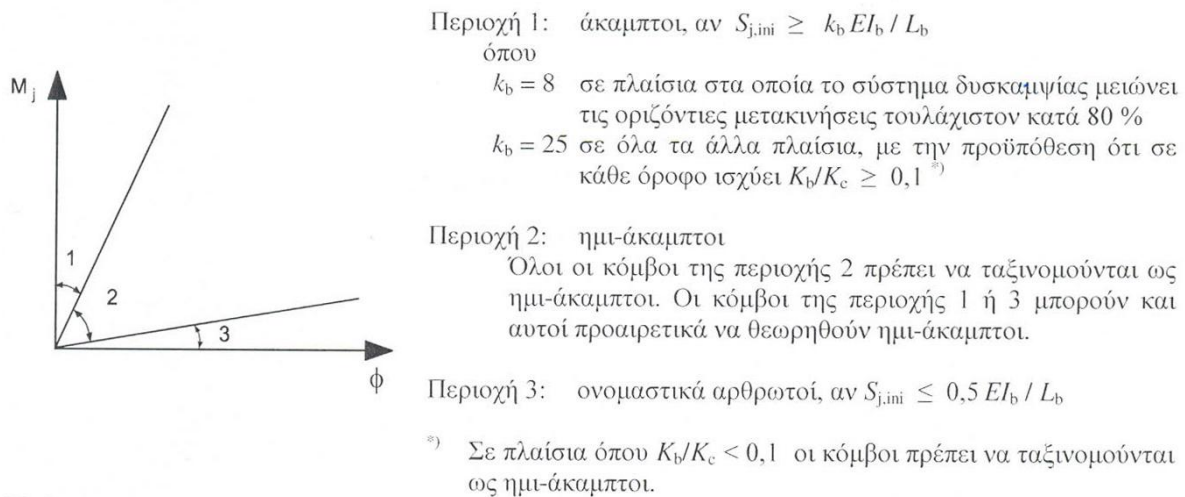 Περιοχή 1: άκαμπτοι, αν S_j.ini ≥ k_b EI_b / L_b
όπου
k_b = 8 σε πλαίσια στα οποία το σύστημα δυσκαμψίας μειώνει
τις οριζόντιες μετακινήσεις τουλάχιστον κατά 80 %
k_b = 25 σε όλα τα άλλα πλαίσια, με την προϋπόθεση ότι σε
κάθε όροφο ισχύει K_b/K_c ≥ 0,1 *)
M_j
1
2
3
ϕ
Περιοχή 2: ημι-άκαμπτοι
Όλοι οι κόμβοι της περιοχής 2 πρέπει να ταξινομούνται ως
ημι-άκαμπτοι. Οι κόμβοι της περιοχής 1 ή 3 μπορούν και
αυτοί προαιρετικά να θεωρηθούν ημι-άκαμπτοι.
Περιοχή 3: ονομαστικά αρθρωτοί, αν S_j.ini ≤ 0,5 EI_b / L_b
*) Σε πλαίσια όπου K_b/K_c < 0,1 οι κόμβοι πρέπει να ταξινομούνται
ως ημι-άκαμπτοι.